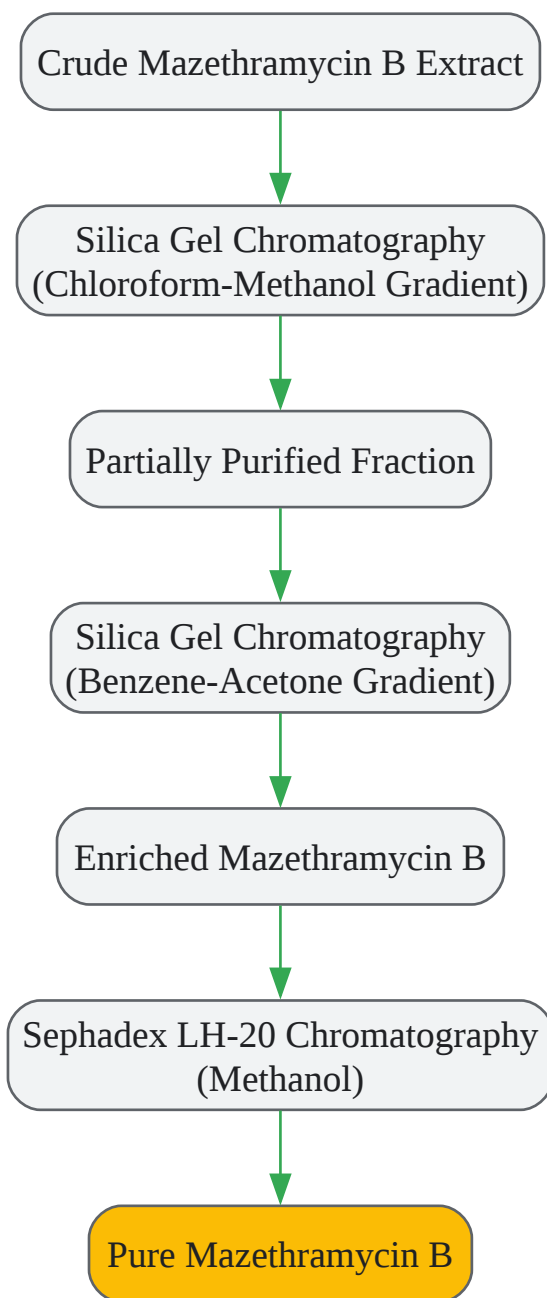 Crude Mazethramycin B Extract
Silica Gel Chromatography
(Chloroform-Methanol Gradient)
Partially Purified Fraction
Silica Gel Chromatography
(Benzene-Acetone Gradient)
Enriched Mazethramycin B
Sephadex LH-20 Chromatography
(Methanol)
Pure Mazethramycin B